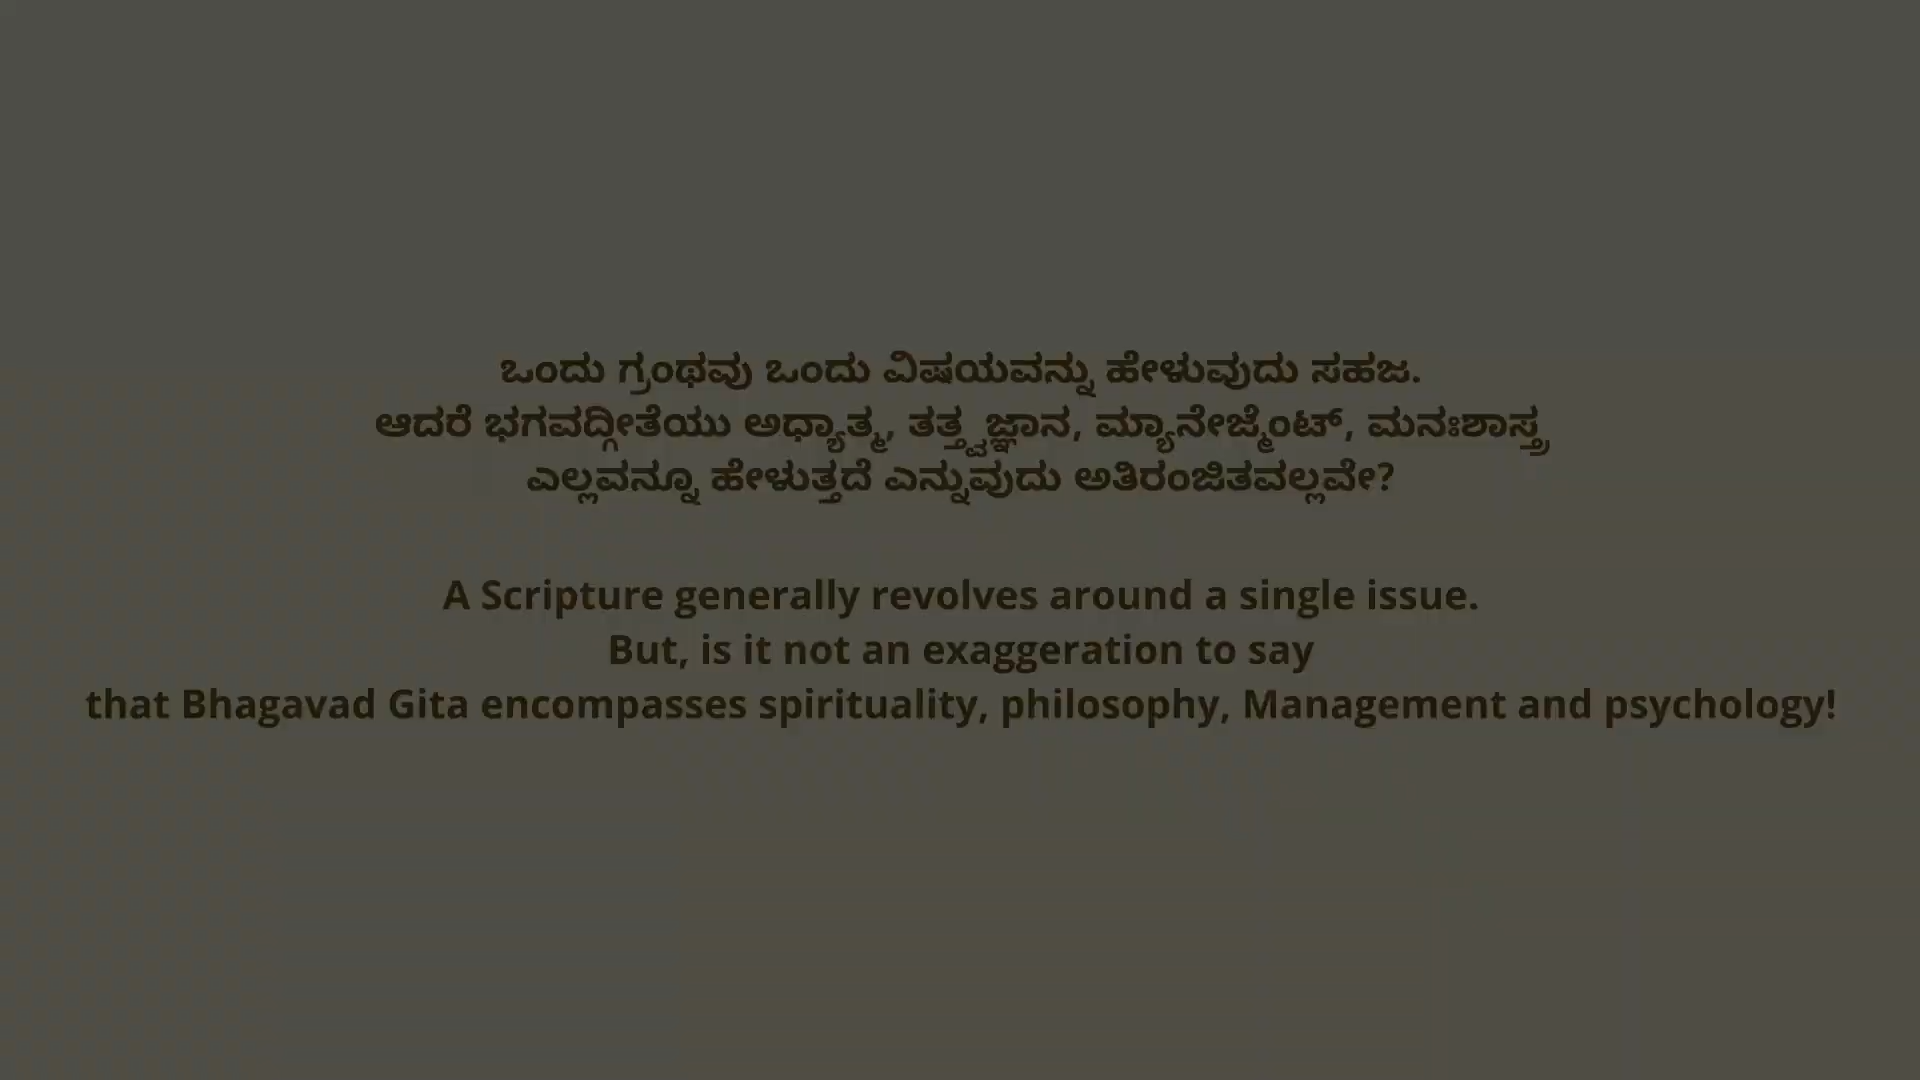 ಒಂದು ಗ್ರಂಥವು ಒಂದು ವಿಷಯವನ್ನು ಹೇಳುವುದು ಸಹಜ.
ಆದರೆ ಭಗವದ್ಗೀತೆಯು ಅಧ್ಯಾತ್ಮ, ತತ್ತ್ವಜ್ಞಾನ, ಮ್ಯಾನೇಜ್ಮೆಂಟ್, ಮನಃಶಾಸ್ತ್ರ
ಎಲ್ಲವನ್ನೂ ಹೇಳುತ್ತದೆ ಎನ್ನುವುದು ಅತಿರಂಜಿತವಲ್ಲವೇ?
A Scripture generally revolves around a single issue.
But, is it not an exaggeration to say
that Bhagavad Gita encompasses spirituality, philosophy, Management and psychology!